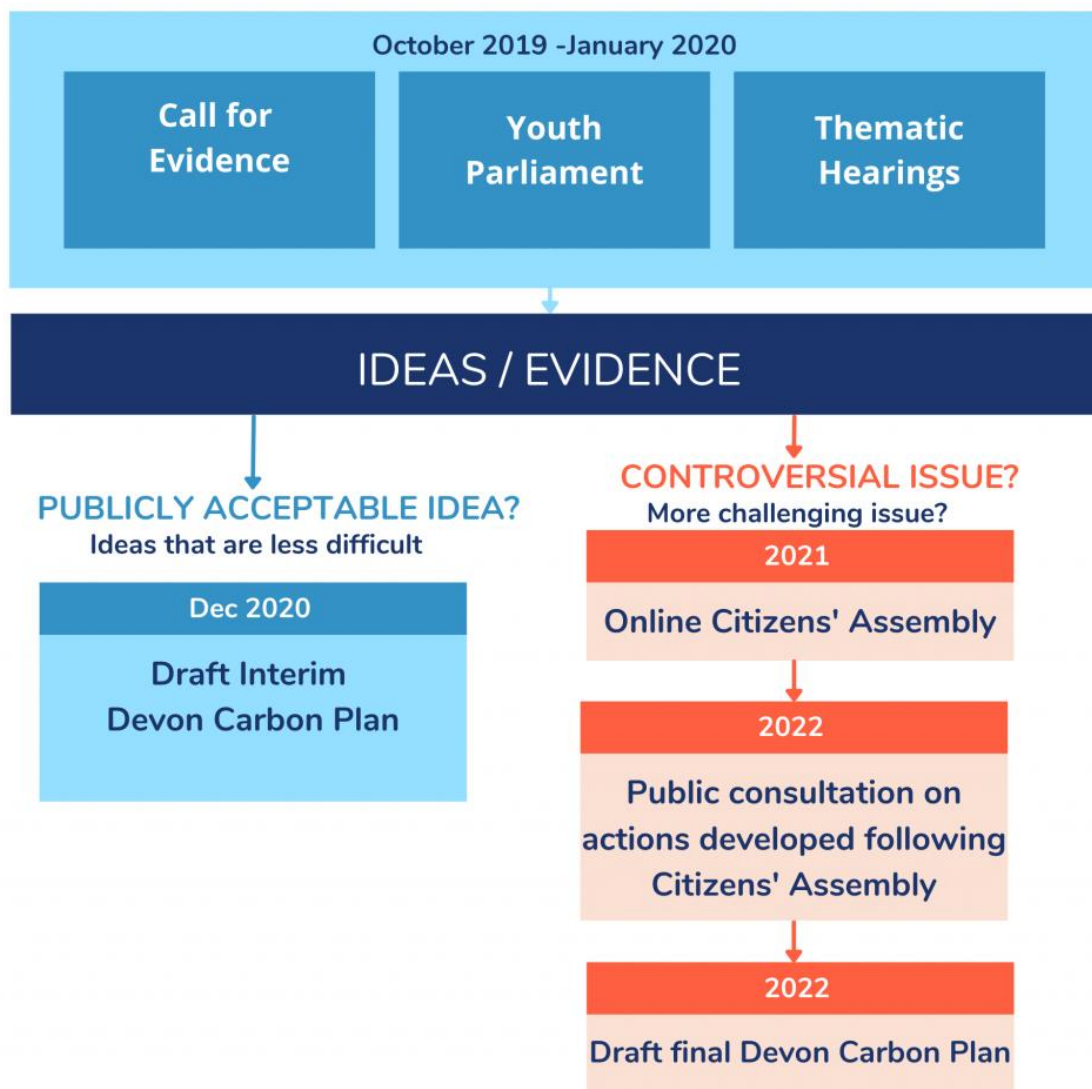 October 2019 -January 2020
Call for
Evidence
Youth
Parliament
Thematic
Hearings
IDEAS / EVIDENCE
PUBLICLY ACCEPTABLE IDEA?
Ideas that are less difficult
Dec 2020
Draft Interim
Devon Carbon Plan
CONTROVERSIAL ISSUE?
More challenging issue?
2021
Online Citizens' Assembly
2022
Public consultation on
actions developed following
Citizens' Assembly
2022
Draft final Devon Carbon Plan